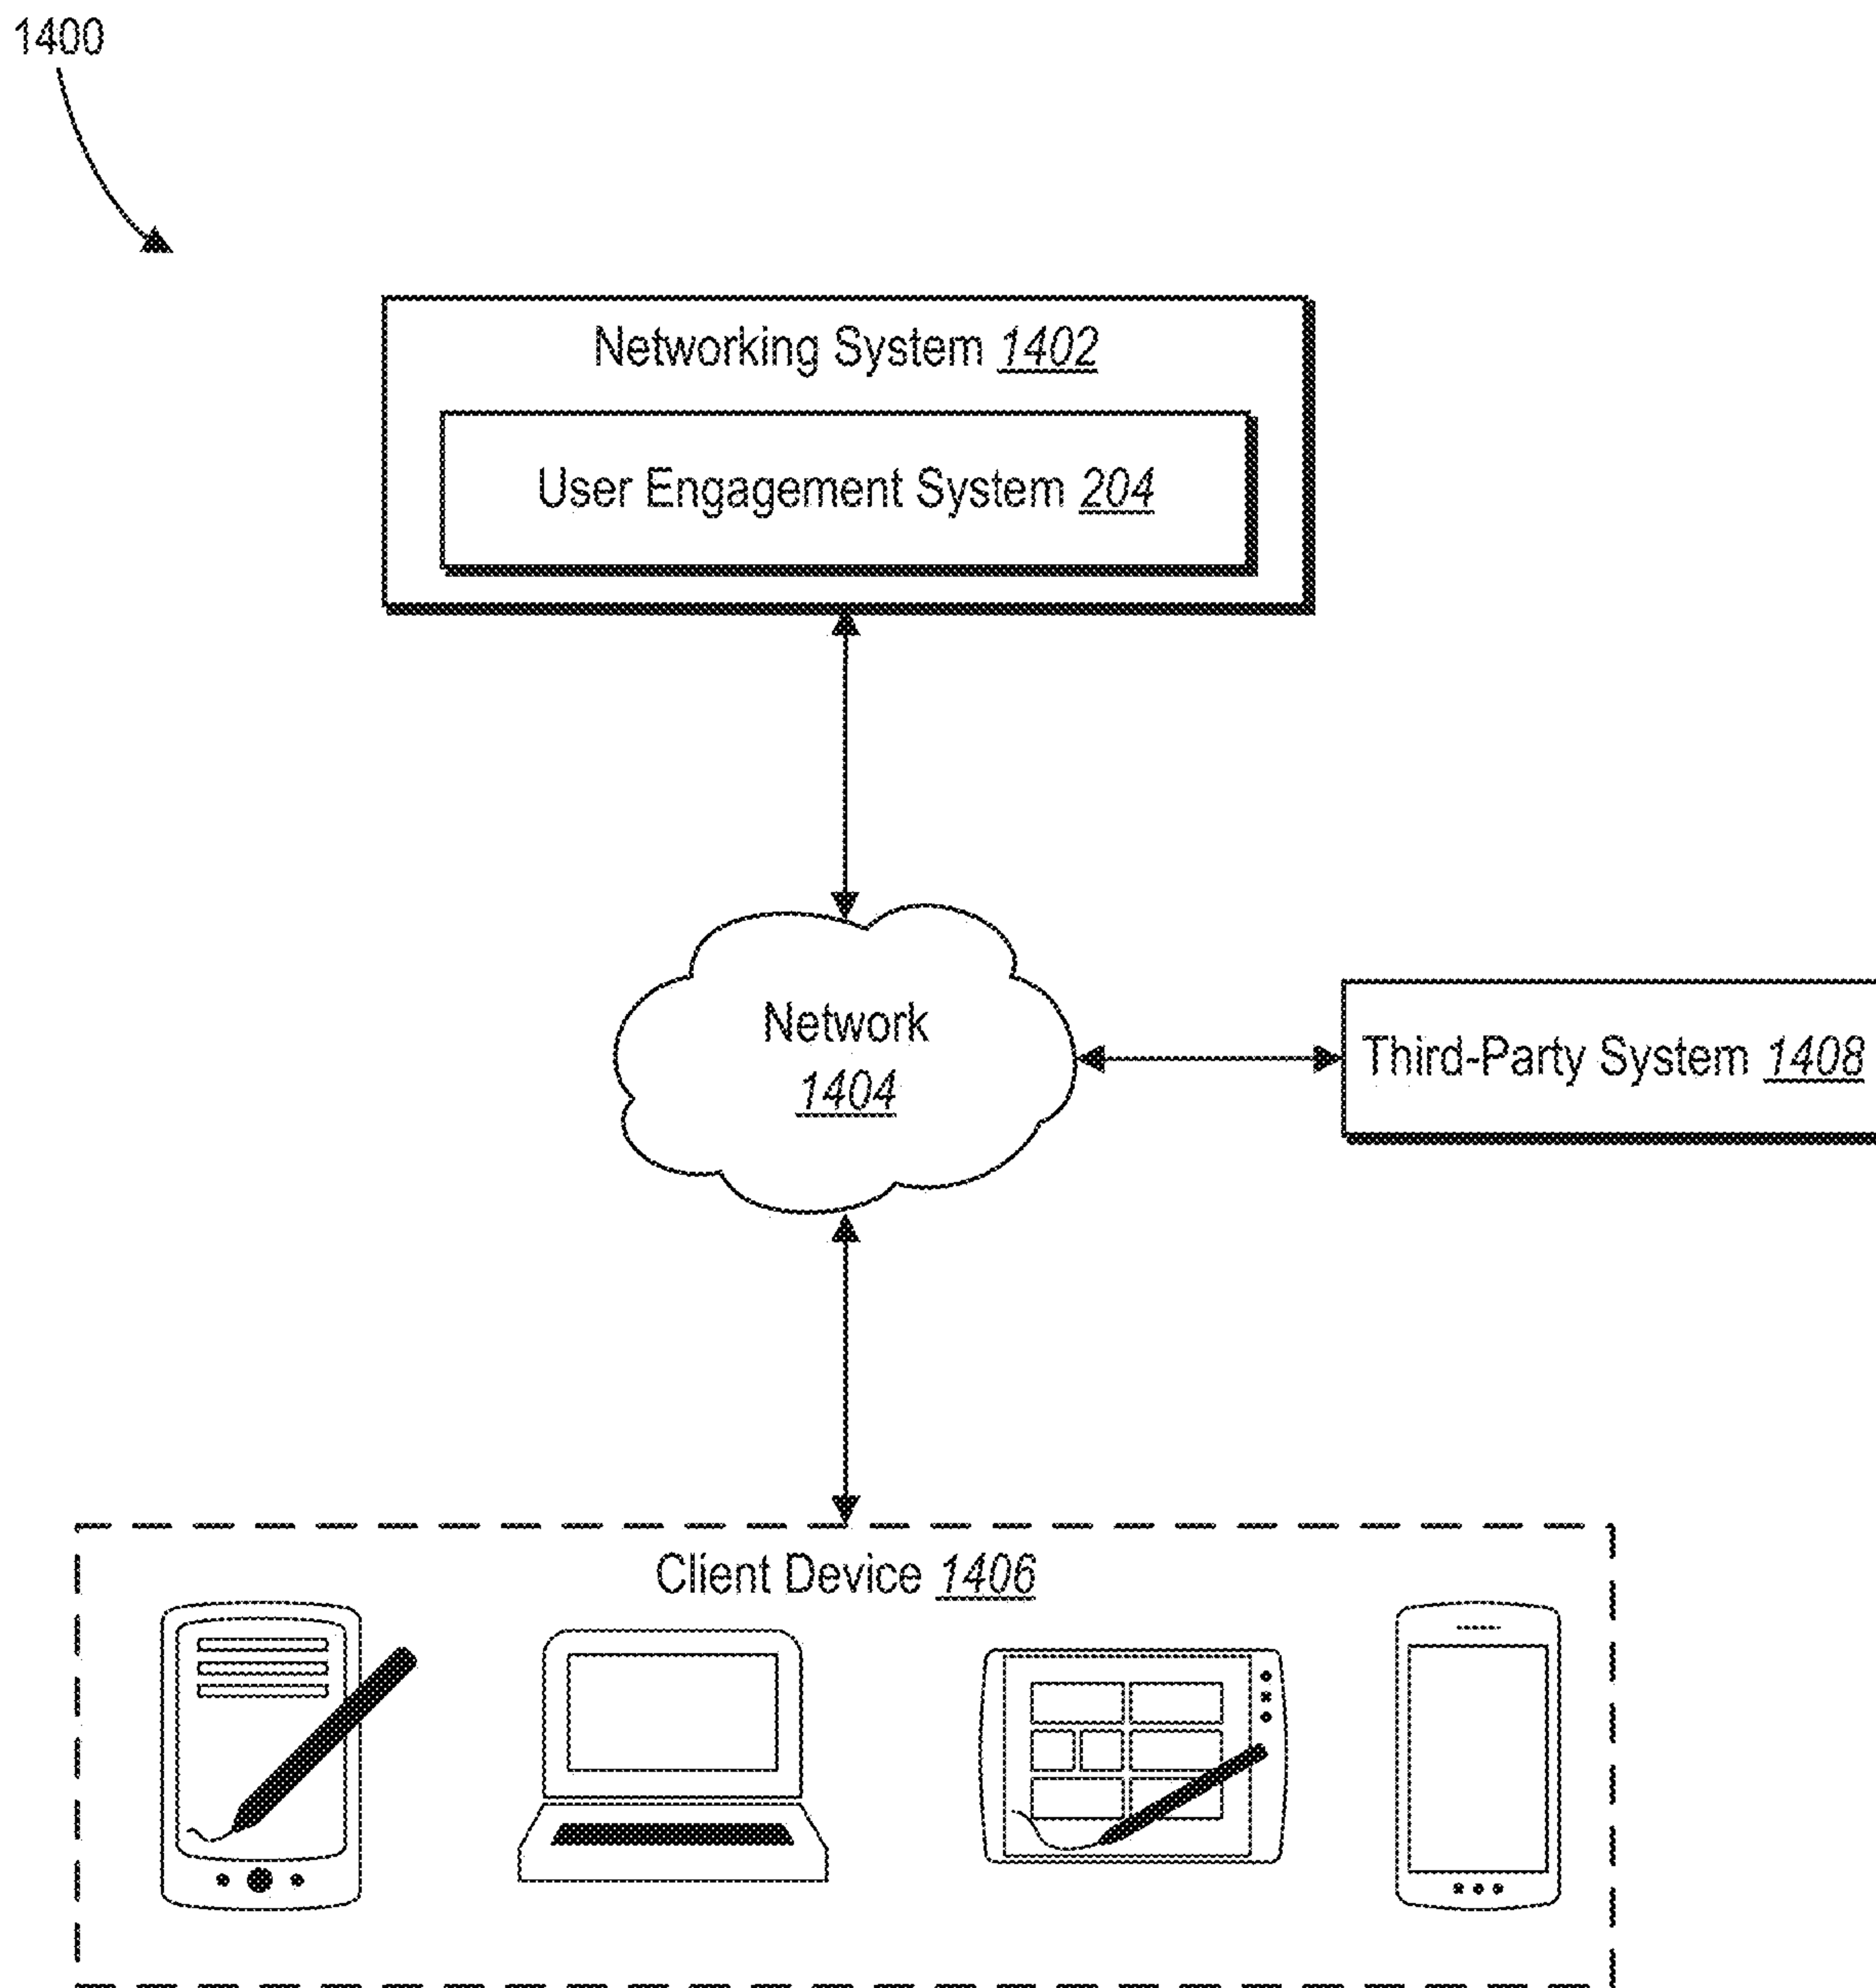 1400
Networking System 1402
User Engagement System 204
Network
1404
Third-Party System 1408
Client Device 1406